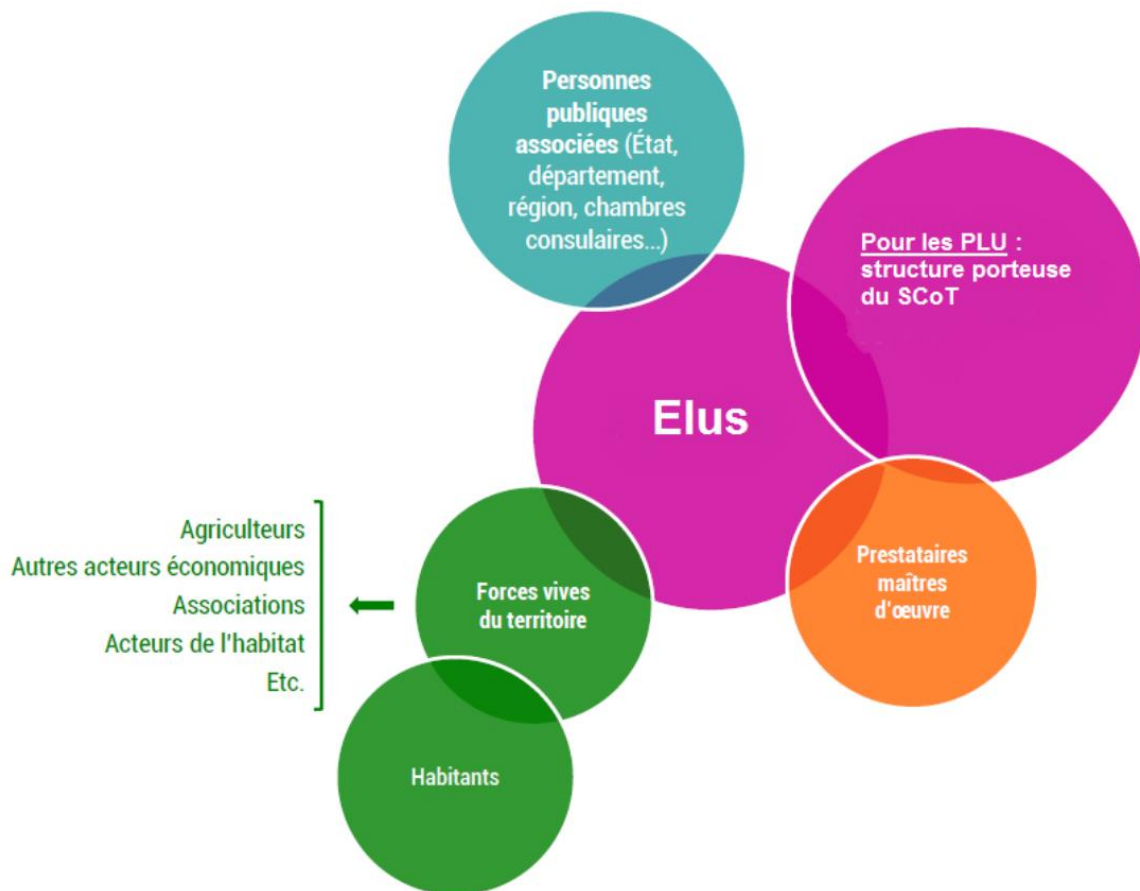 Personnes
publiques
associées (État,
département,
région, chambres
consulaires...)
Pour les PLU :
structure porteuse
du SCoT
Elus
Agriculteurs
Autres acteurs économiques
Associations
Acteurs de l'habitat
Etc.
Forces vives
du territoire
Prestataires
maîtres
d'œuvre
Habitants